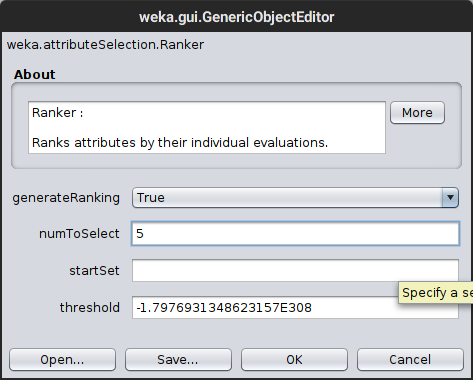 weka.gui.GenericObjectEditor
weka.attributeSelection.Ranker
About
Ranker :
More
Ranks attributes by their individual evaluations.
generateRanking True
numToSelect 5
startSet
Specify a se
threshold -1.7976931348623157E308
Open... Save... OK Cancel